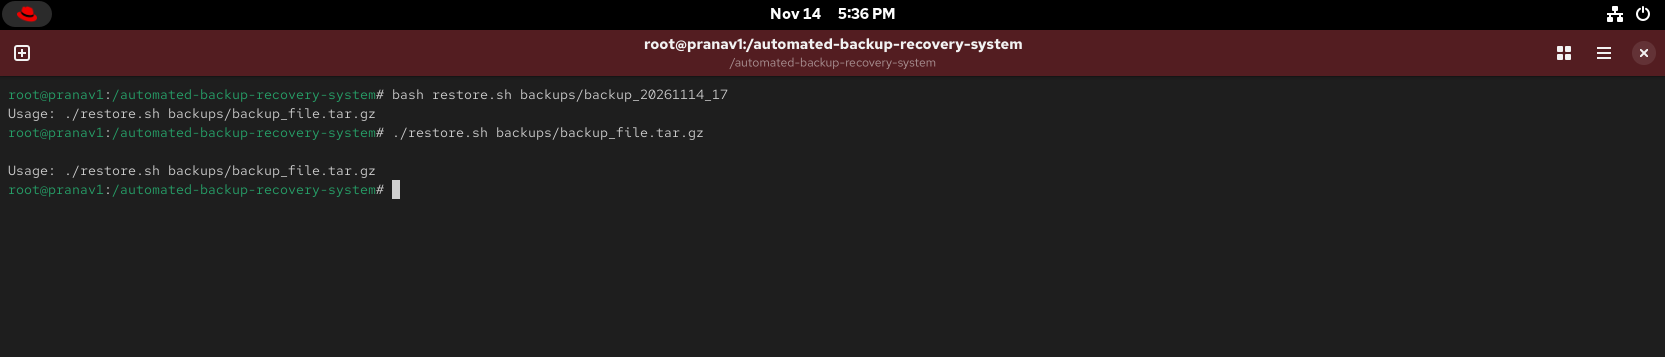 Nov 14 5:36 PM
root@pranav1:/automated-backup-recovery-system
/automated-backup-recovery-system
root@pranav1:/automated-backup-recovery-system# bash restore.sh backups/backup_20261114_17
Usage: ./restore.sh backups/backup_file.tar.gz
root@pranav1:/automated-backup-recovery-system# ./restore.sh backups/backup_file.tar.gz
Usage: ./restore.sh backups/backup_file.tar.gz
root@pranav1:/automated-backup-recovery-system#